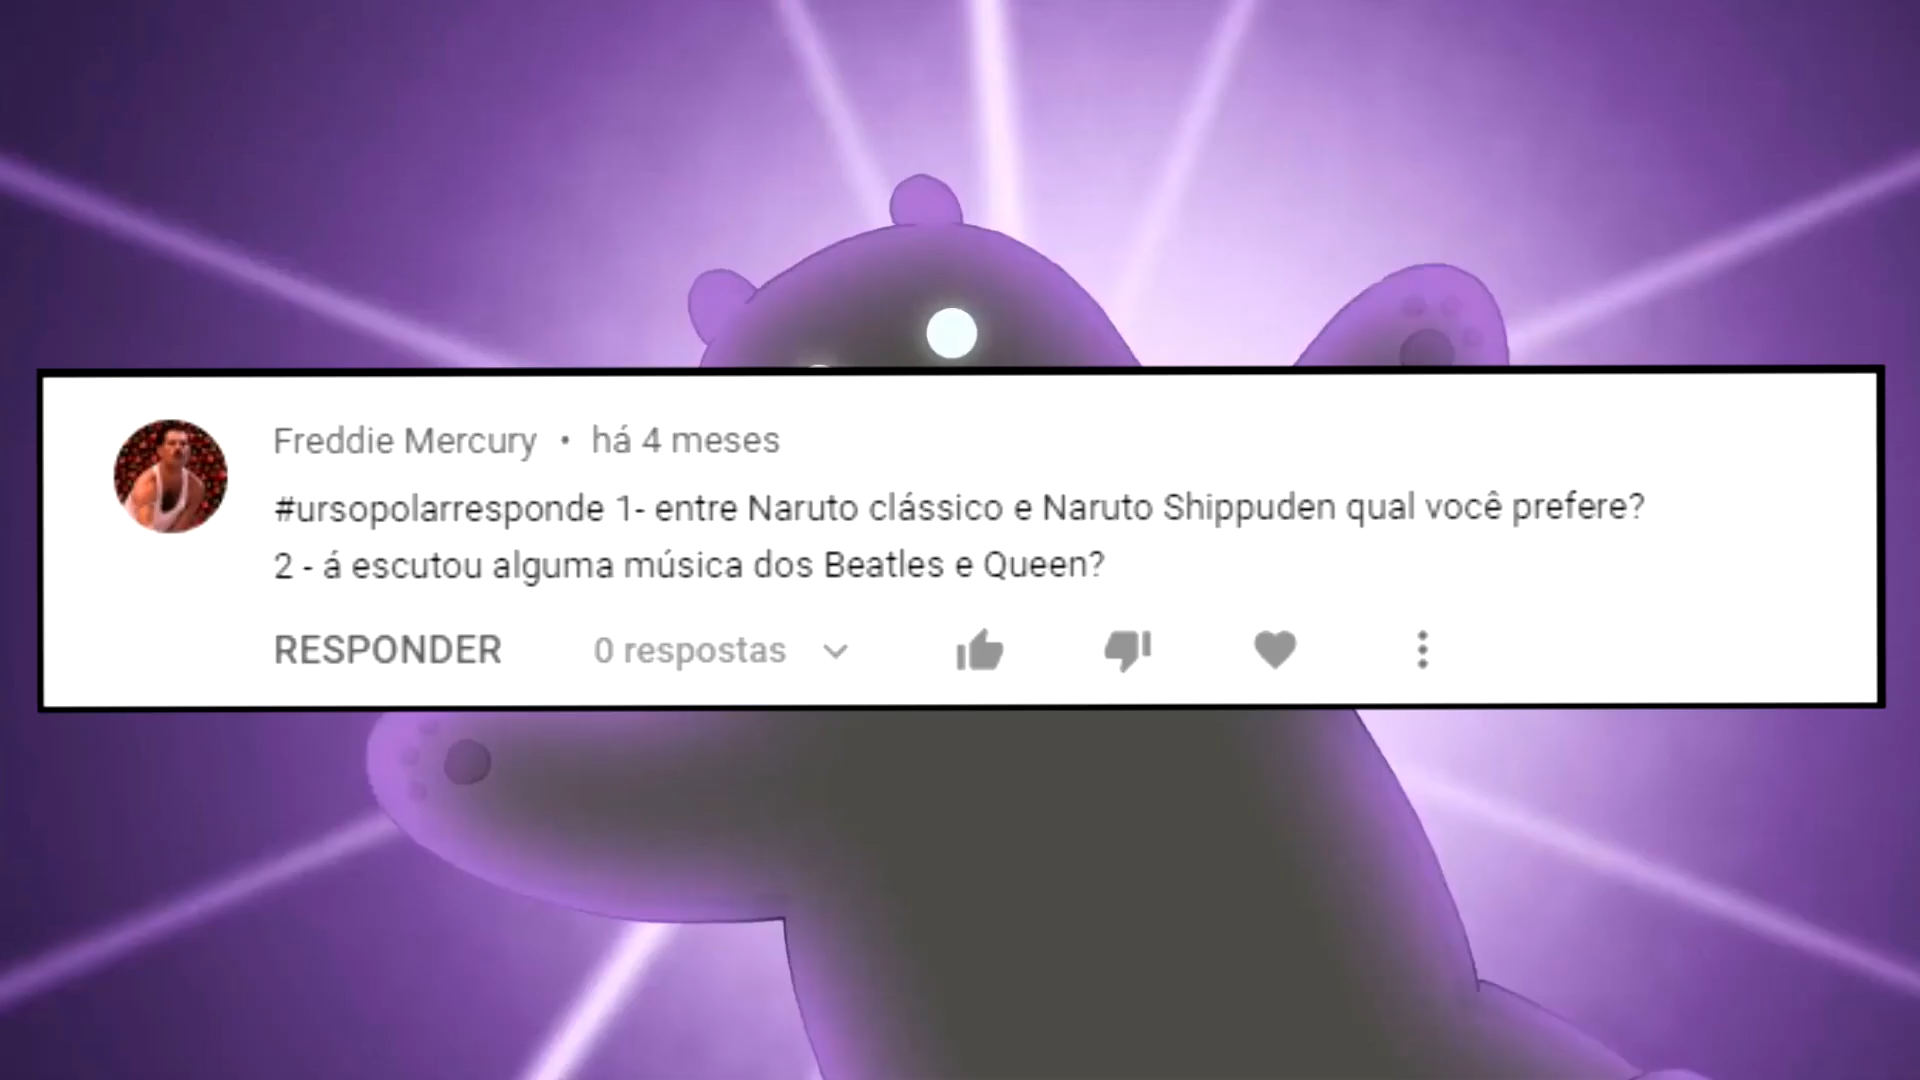 Freddie Mercury • há 4 meses
#ursopolarresponde 1- entre Naruto clássico e Naruto Shippuden qual você prefere?
2 - á escutou alguma música dos Beatles e Queen?
RESPONDER 0 respostas